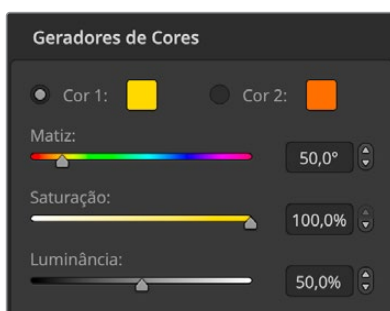 Geradores de Cores
Cor 1: Cor 2:
Matiz:
50,0°
Saturação:
100,0%
Luminância:
50,0%